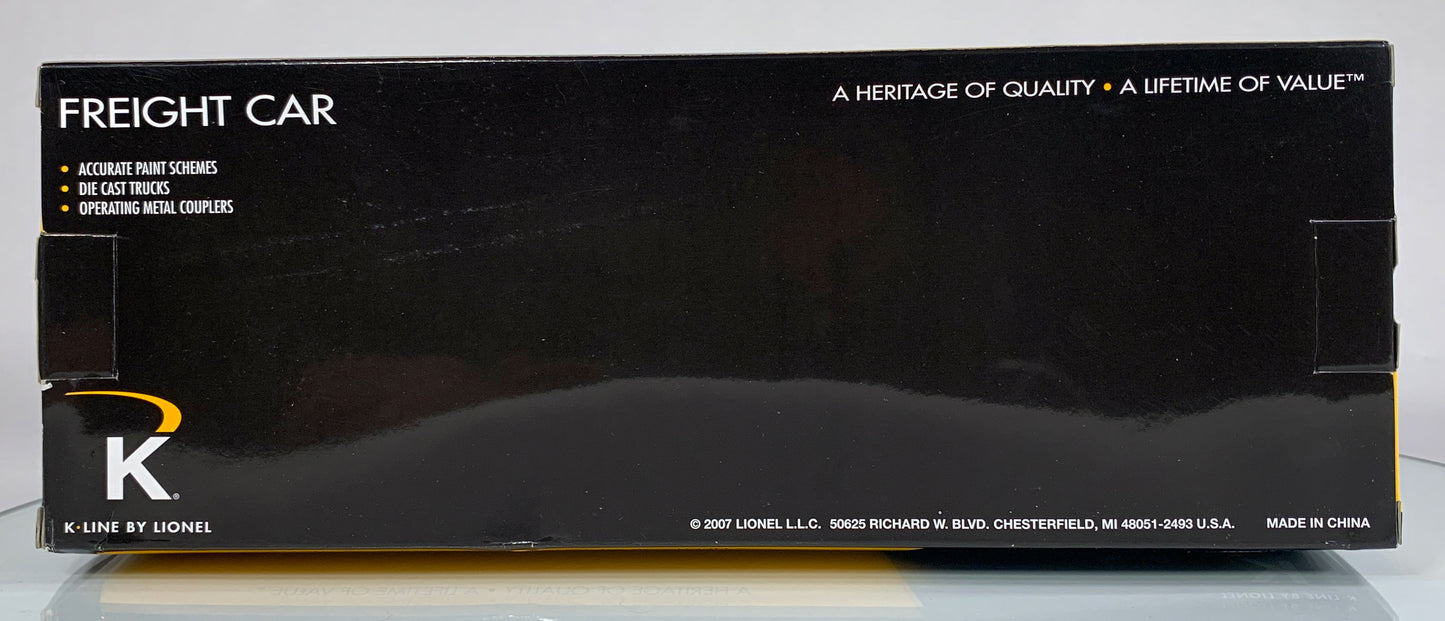 FREIGHT CAR
A HERITAGE OF QUALITY • A LIFETIME OF VALUE™
• ACCURATE PAINT SCHEMES
• DIE CAST TRUCKS
• OPERATING METAL COUPLERS
K®
K·LINE BY LIONEL
© 2007 LIONEL L.L.C. 50625 RICHARD W. BLVD. CHESTERFIELD, MI 48051-2493 U.S.A. MADE IN CHINA